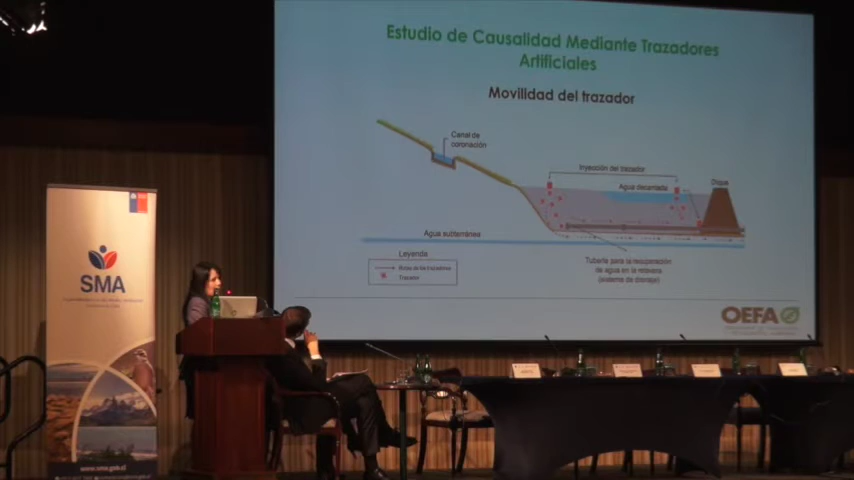 Estudio de Causalidad Mediante Trazadores
Artificiales
Movilidad del trazador
Canal de
coronación
Inyección del trazador
Agua decantada
Dique
Agua subterránea
Tubería para la recuperación
de agua en la relavera
(sistema de drenaje)
Leyenda
Trazador
OEFA
SMA
www.sma.gob.cl